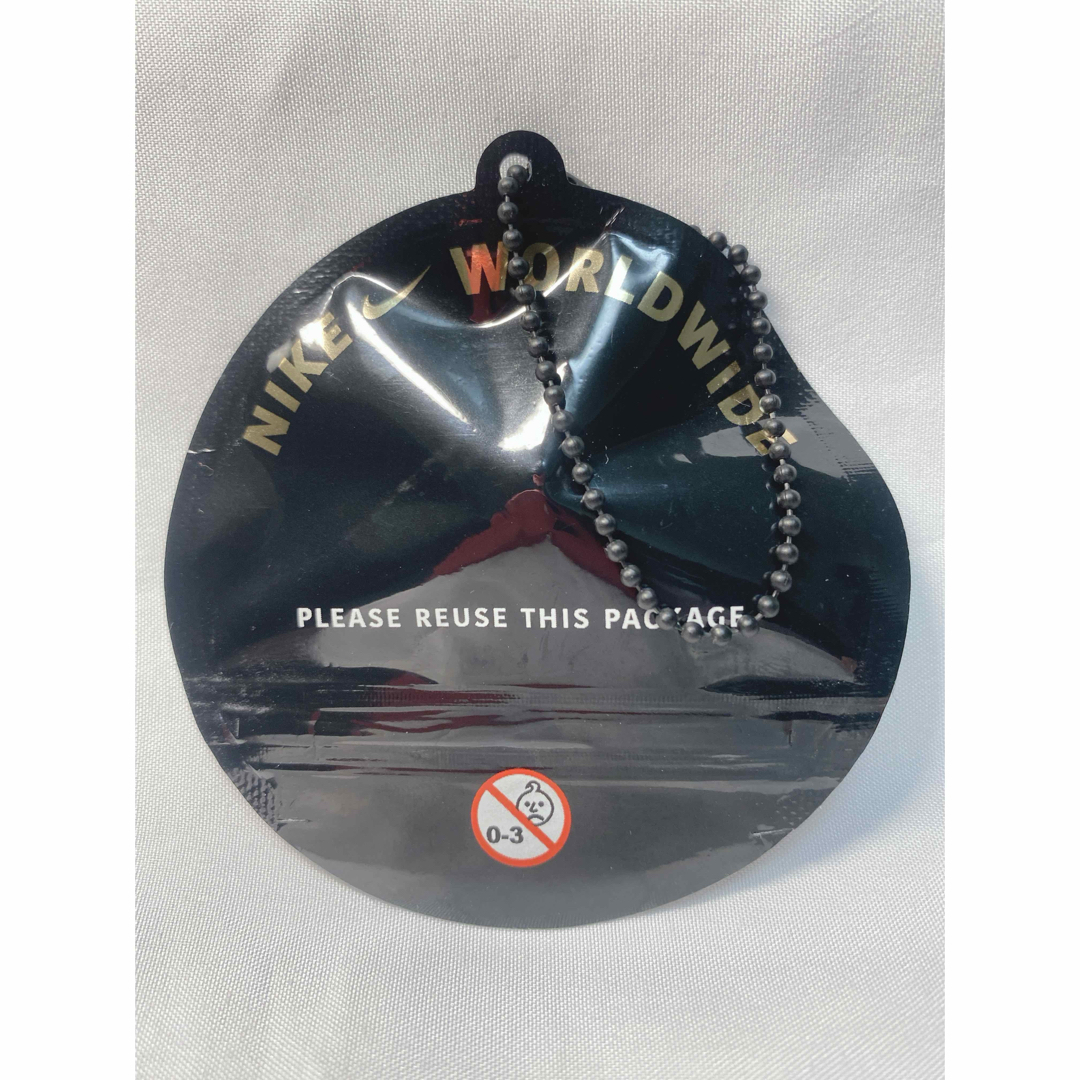 NIKE WORLDWIDE
PLEASE REUSE THIS PACKAGE
0-3